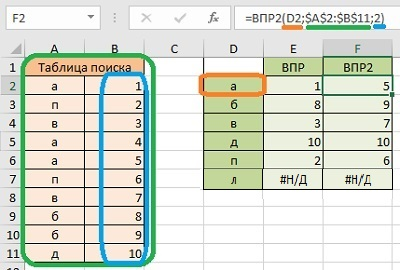 F2 fx =ВПР2(D2;$A$2:$B$11;2)
A B C D E F
1 Таблица поиска ВПР ВПР2
2 а 1 а 1 5
3 п 2 б 8 9
4 в 3 в 3 7
5 а 4 д 10 10
6 а 5 п 2 6
7 п 6 л #Н/Д #Н/Д
8 в 7
9 б 8
10 б 9
11 д 10